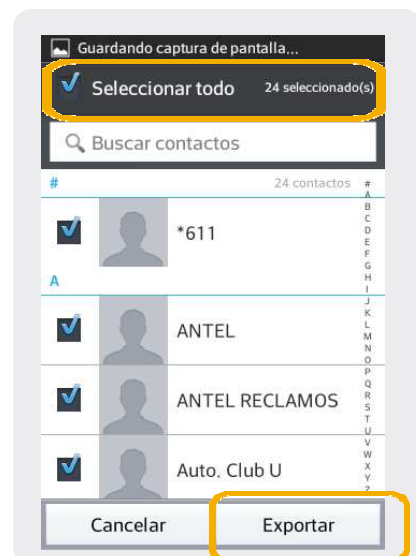 Guardando captura de pantalla...
Seleccionar todo 24 seleccionado(s)
Buscar contactos
# 24 contactos
*611
A
ANTEL
ANTEL RECLAMOS
Auto. Club U
#
A
B
C
D
E
F
G
H
I
J
K
L
M
N
O
P
Q
R
S
T
U
V
W
X
Y
Z
Cancelar Exportar